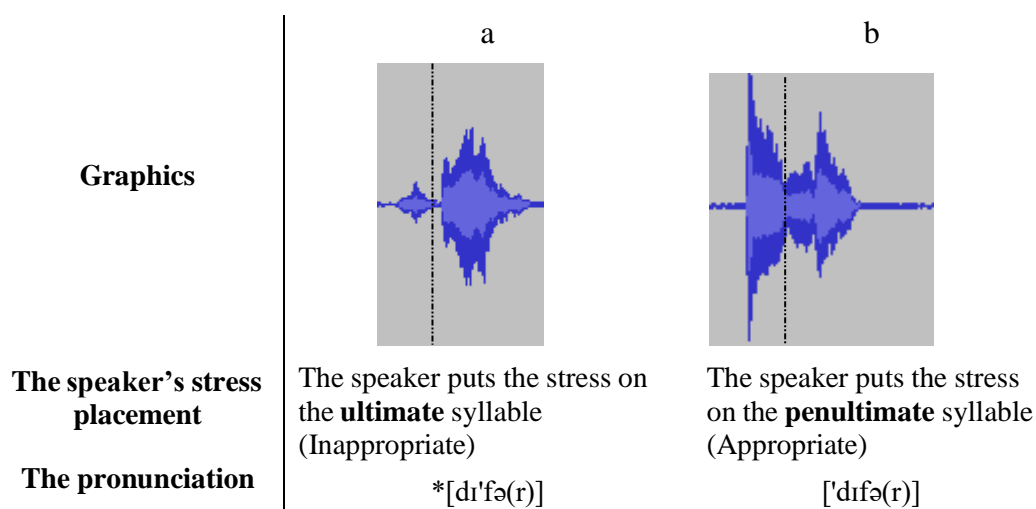 a b
Graphics
The speaker's stress placement
The speaker puts the stress on
the ultimate syllable
(Inappropriate)
The speaker puts the stress
on the penultimate syllable
(Appropriate)
The pronunciation
*[dɪ'fə(r)]
['dɪfə(r)]